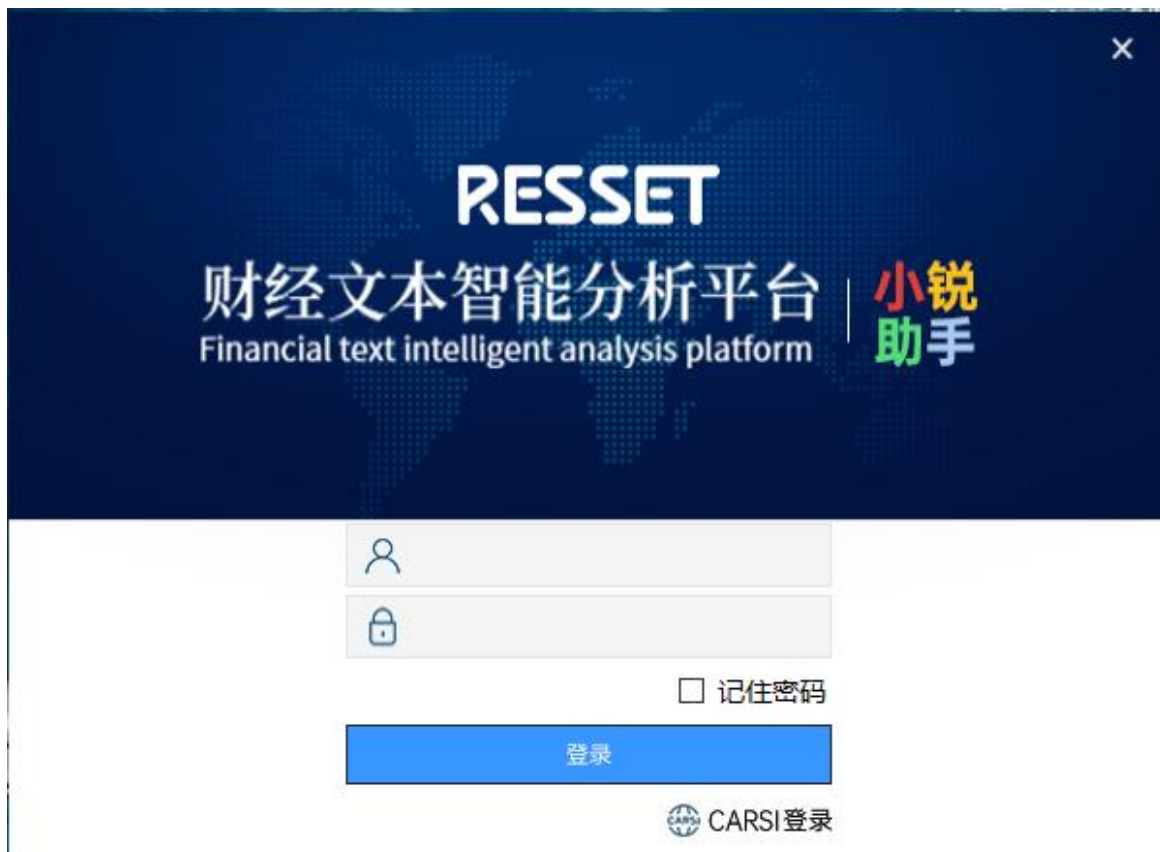 RESSET
财经文本智能分析平台
Financial text intelligent analysis platform
小锐
助手
记住密码
登录
CARSI CARSI登录